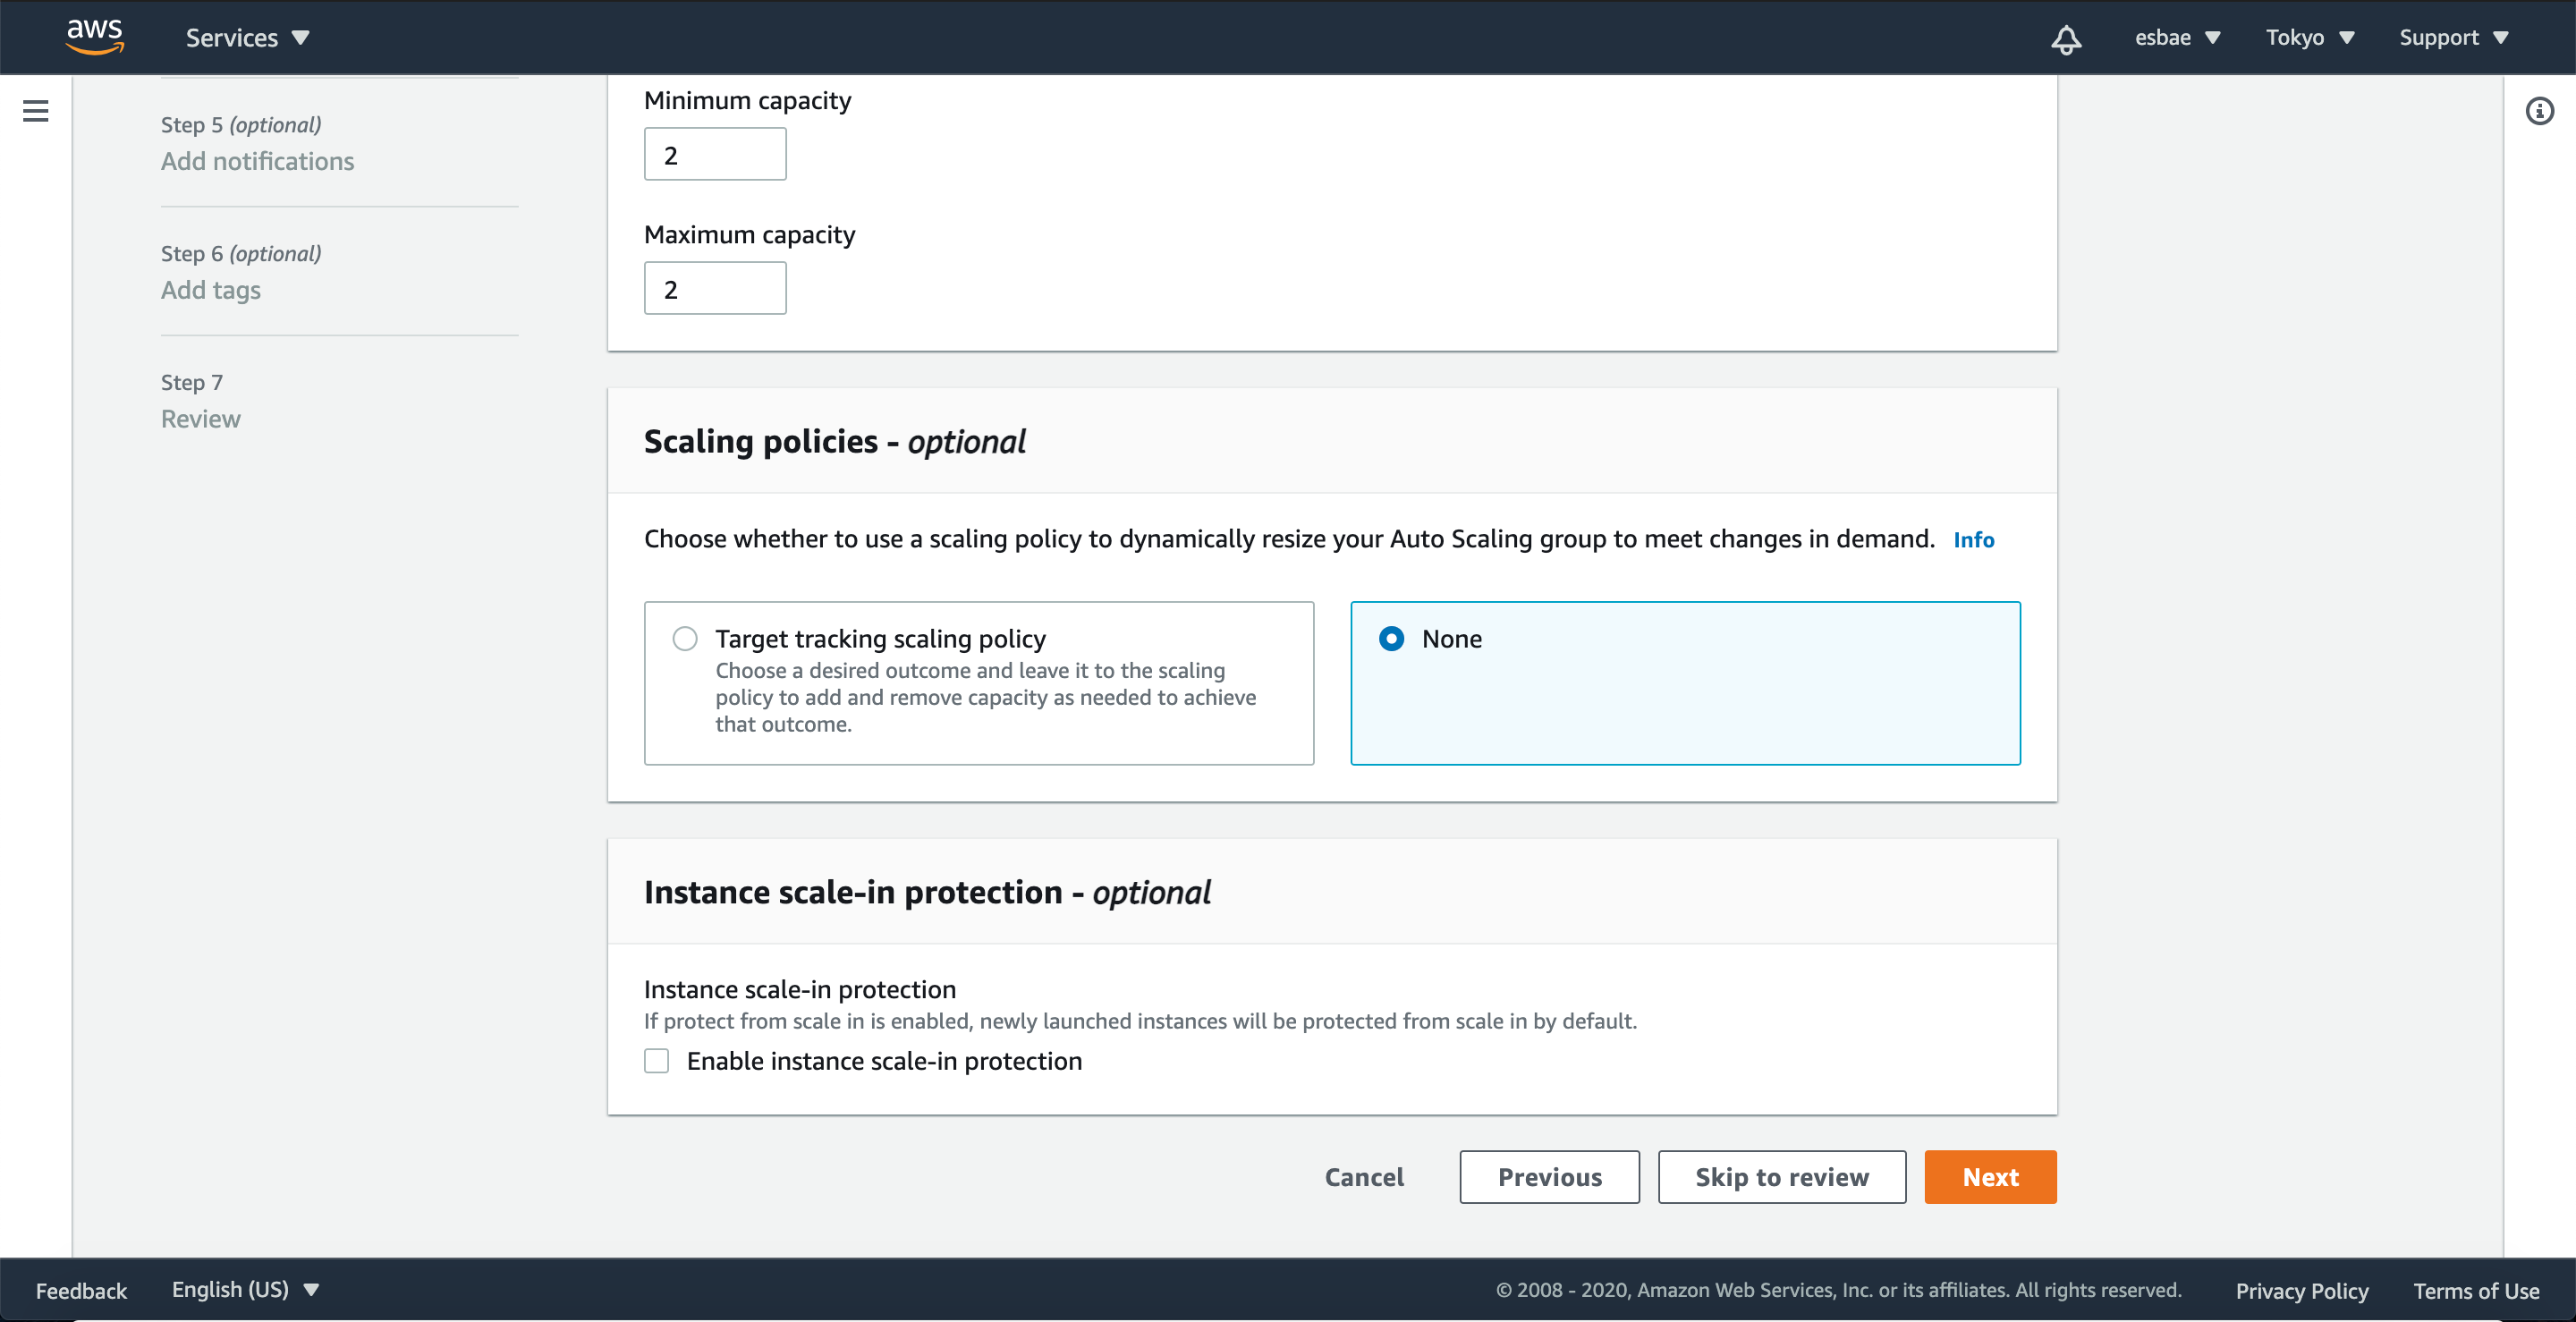 aws
Services
esbae
Tokyo
Support
Step 5 (optional)
Add notifications
Step 6 (optional)
Add tags
Step 7
Review
Minimum capacity
2
Maximum capacity
2
Scaling policies - optional
Choose whether to use a scaling policy to dynamically resize your Auto Scaling group to meet changes in demand. Info
Target tracking scaling policy
Choose a desired outcome and leave it to the scaling
policy to add and remove capacity as needed to achieve
that outcome.
None
Instance scale-in protection - optional
Instance scale-in protection
If protect from scale in is enabled, newly launched instances will be protected from scale in by default.
Enable instance scale-in protection
Cancel
Previous
Skip to review
Next
Feedback
English (US)
© 2008 - 2020, Amazon Web Services, Inc. or its affiliates. All rights reserved.
Privacy Policy
Terms of Use